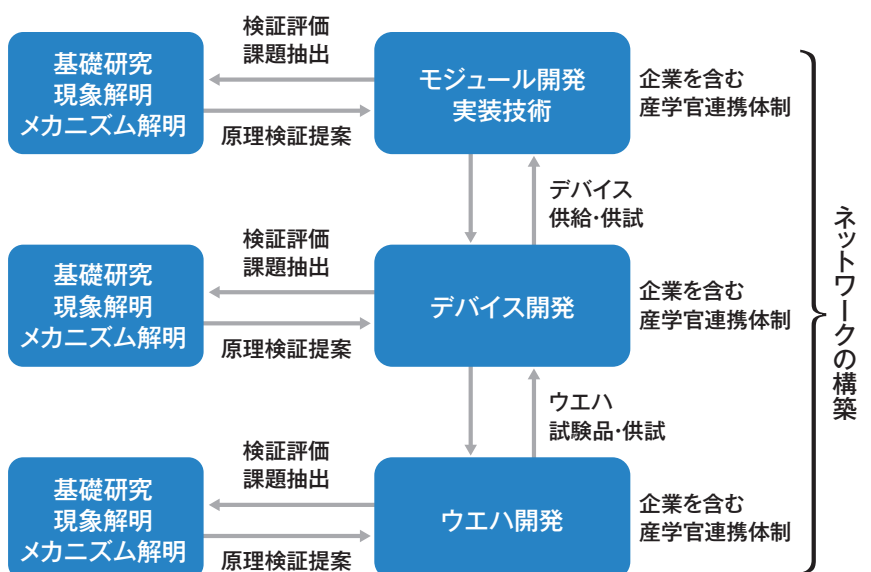 検証評価
課題抽出
基礎研究
現象解明
メカニズム解明
原理検証提案
モジュール開発
実装技術
企業を含む
産学官連携体制
デバイス
供給・供試
検証評価
課題抽出
基礎研究
現象解明
メカニズム解明
原理検証提案
デバイス開発
企業を含む
産学官連携体制
ウエハ
試験品・供試
検証評価
課題抽出
基礎研究
現象解明
メカニズム解明
原理検証提案
ウエハ開発
企業を含む
産学官連携体制
ネットワークの構築